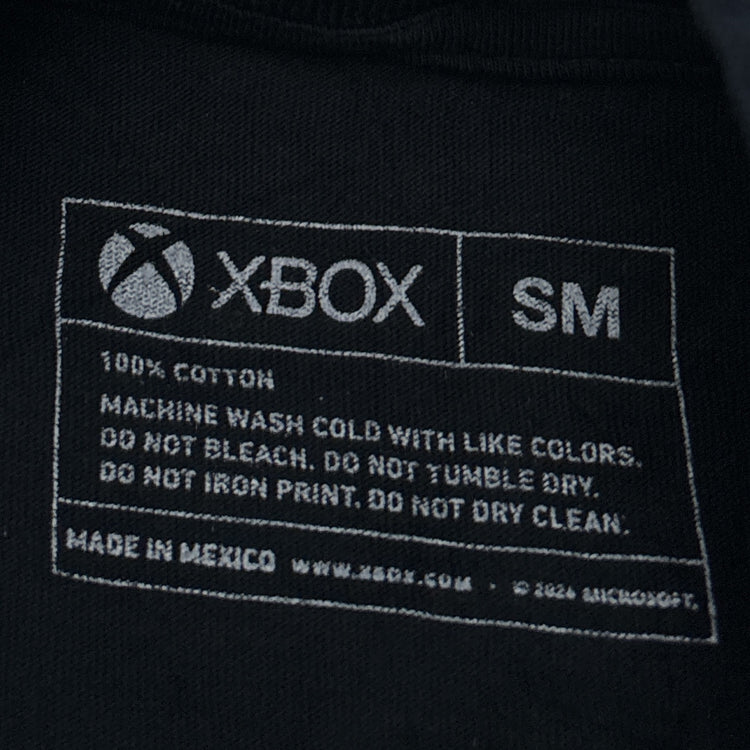 XBOX SM
100% COTTON
MACHINE WASH COLD WITH LIKE COLORS.
DO NOT BLEACH. DO NOT TUMBLE DRY.
DO NOT IRON PRINT. DO NOT DRY CLEAN.
MADE IN MEXICO WWW.XBOX.COM · © 2024 MICROSOFT.